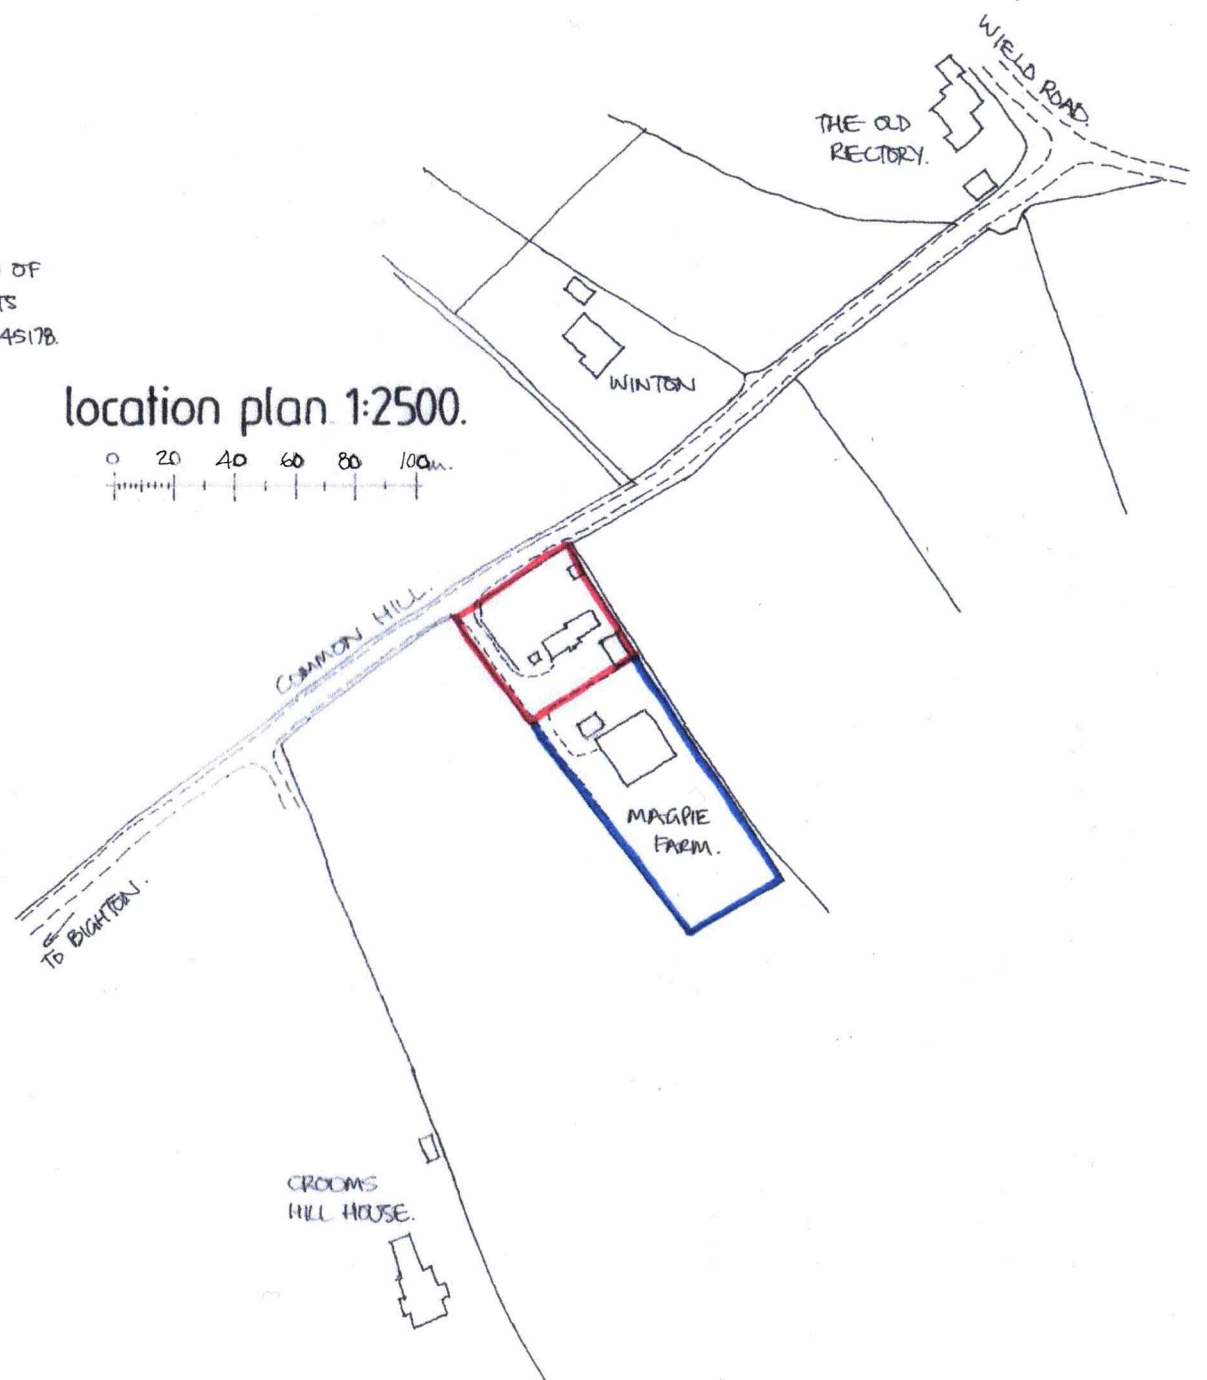 WIELD ROAD.
THE OLD
RECTORY.
OF
TS
45178.
WINTON
location plan 1:2500.
0 20 40 60 80 100m.
COMMON HILL.
MAGPIE
FARM.
TO BIGHTON.
CROOMS
HILL HOUSE.